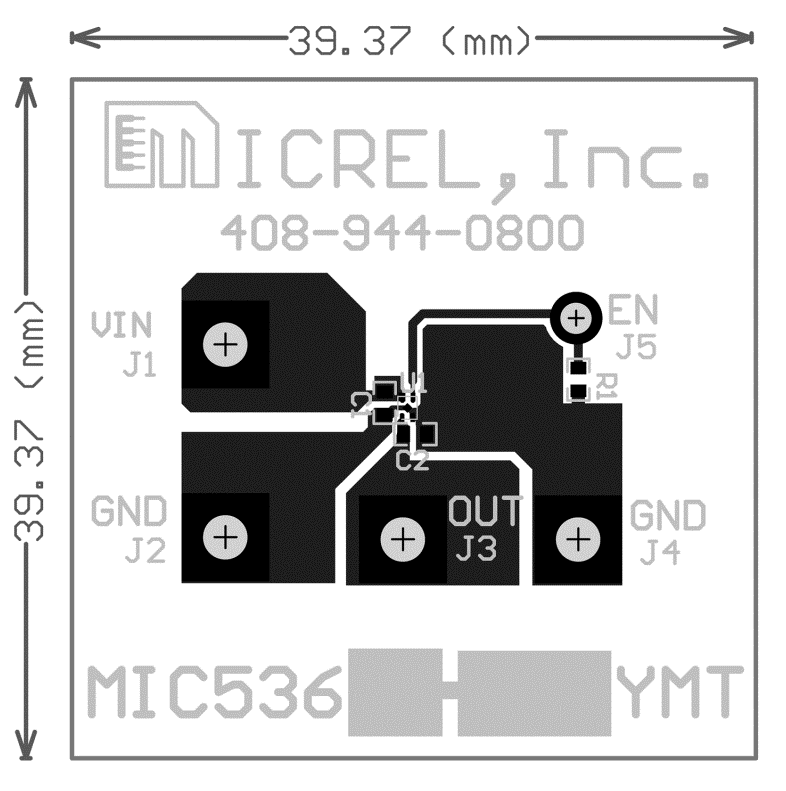 39.37 (mm)
MICREL, Inc.
408-944-0800
39.37 (mm)
VIN
J1
EN
J5
R1
U1
C2
GND
J2
OUT
J3
GND
J4
MIC536 YMT